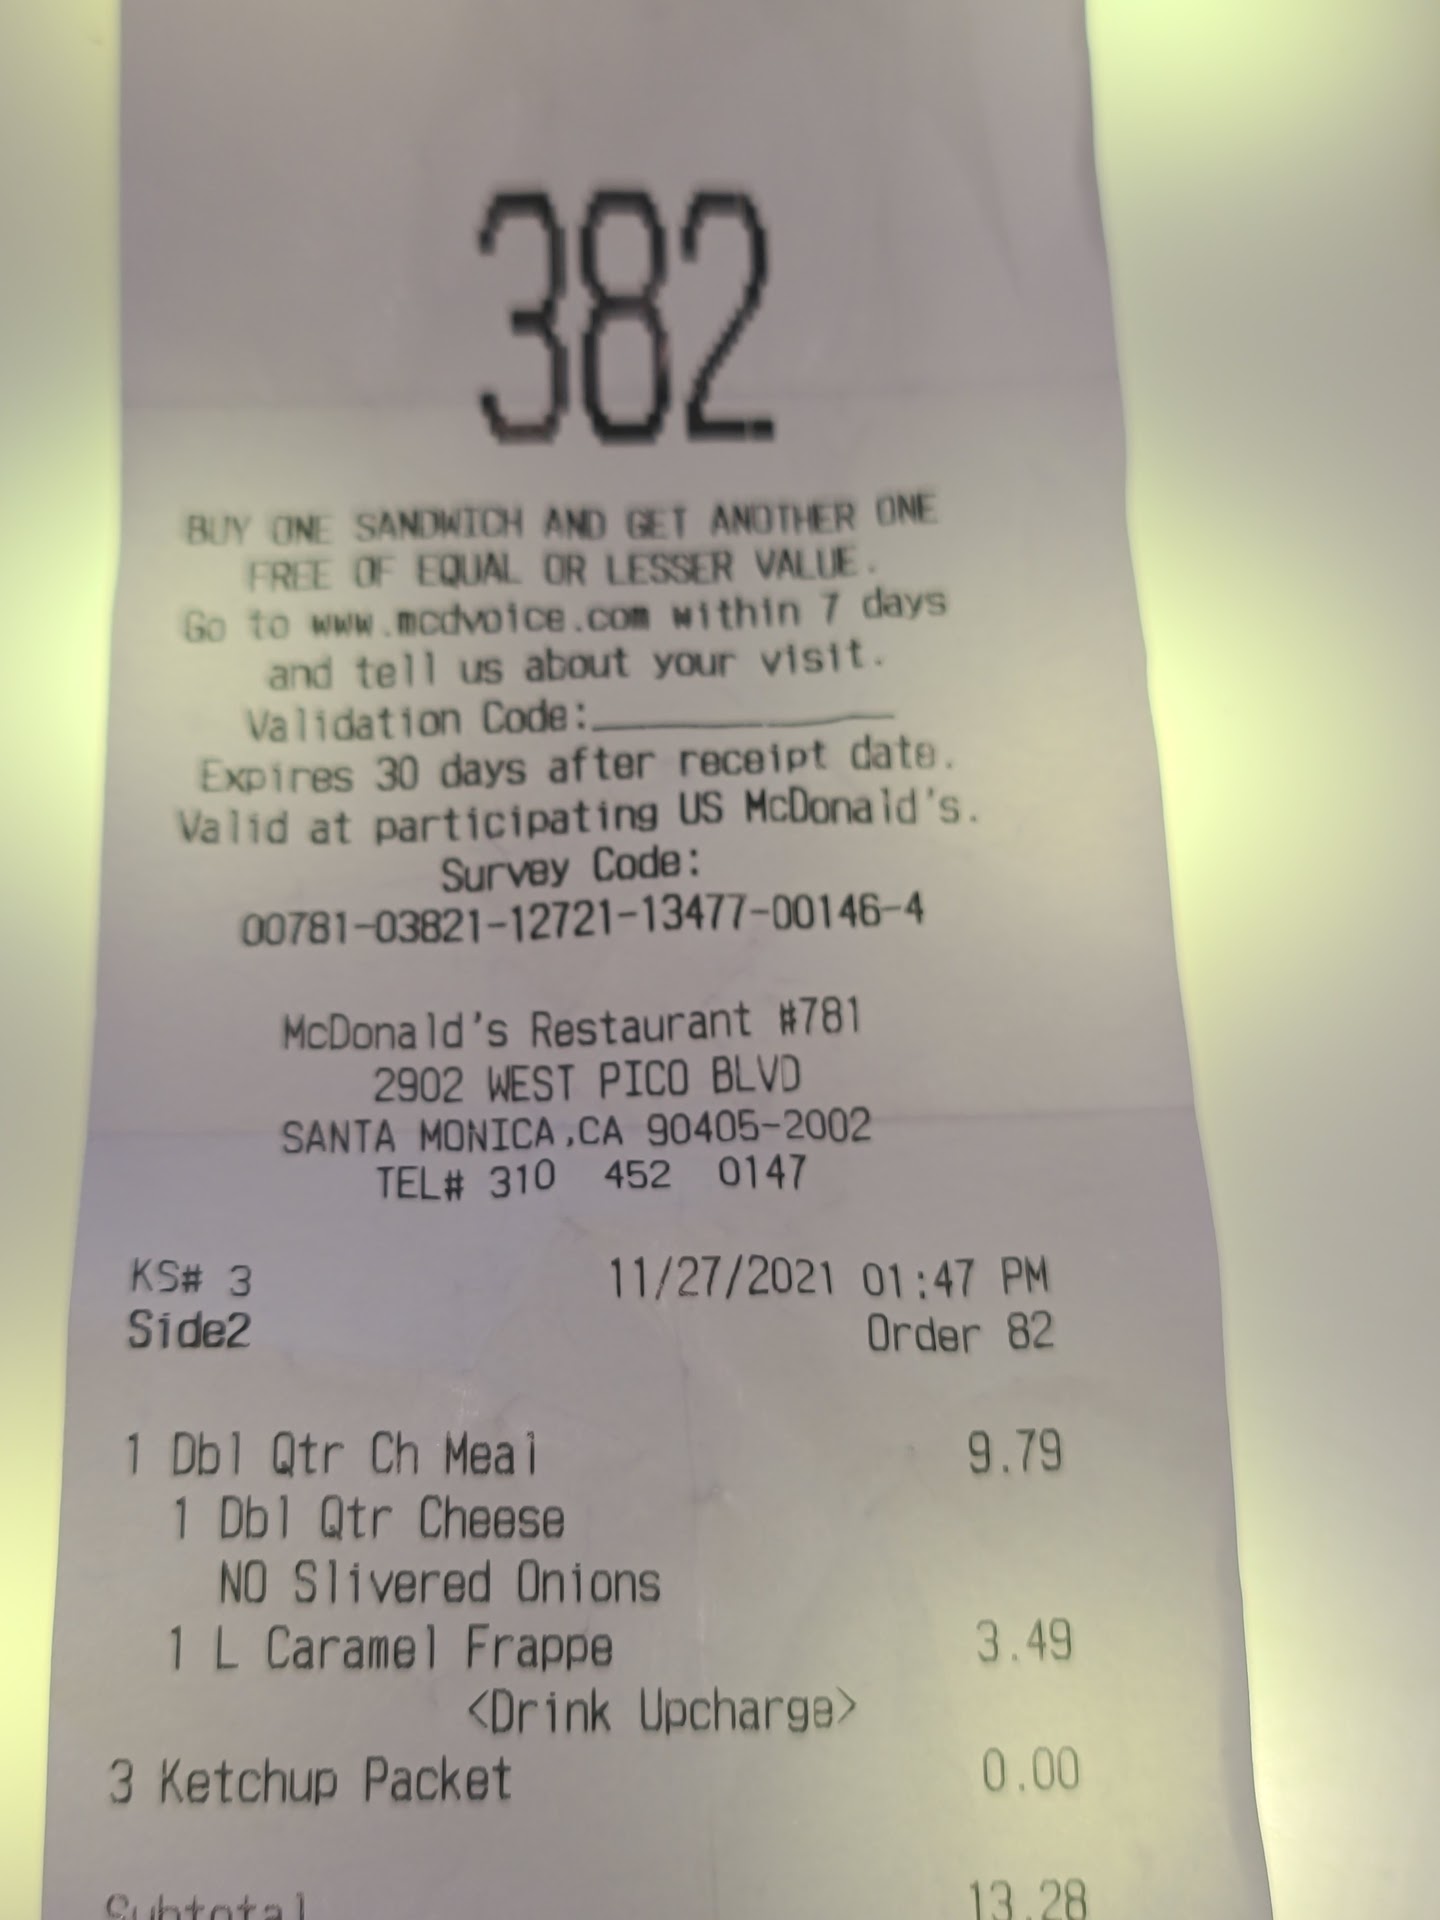 382
BUY ONE SANDWICH AND GET ANOTHER ONE
FREE OF EQUAL OR LESSER VALUE.
Go to www.mcdvoice.com within 7 days
and tell us about your visit.
Validation Code:____________
Expires 30 days after receipt date.
Valid at participating US McDonald's.
Survey Code:
00781-03821-12721-13477-00146-4
McDonald's Restaurant #781
2902 WEST PICO BLVD
SANTA MONICA,CA 90405-2002
TEL# 310 452 0147
KS# 3 11/27/2021 01:47 PM
Side2 Order 82
1 Dbl Qtr Ch Meal 9.79
1 Dbl Qtr Cheese
NO Slivered Onions
1 L Caramel Frappe 3.49
<Drink Upcharge>
3 Ketchup Packet 0.00
Subtotal 13.28